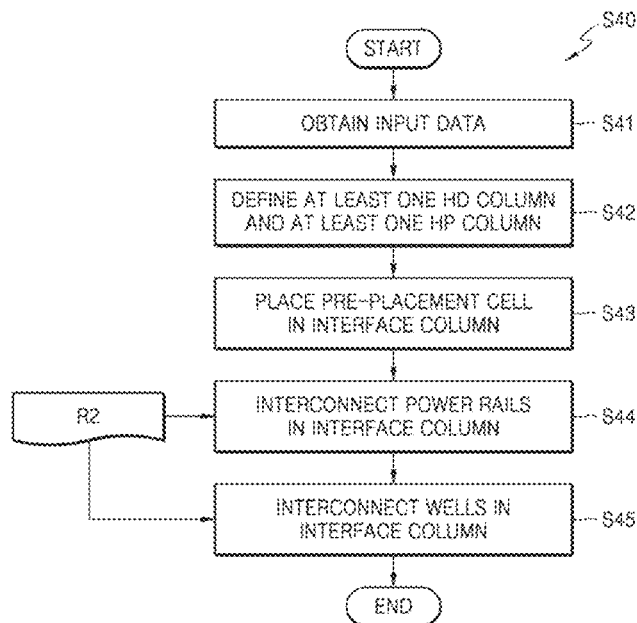 S40
START
OBTAIN INPUT DATA
S41
DEFINE AT LEAST ONE HD COLUMN
AND AT LEAST ONE HP COLUMN
S42
PLACE PRE-PLACEMENT CELL
IN INTERFACE COLUMN
S43
R2
INTERCONNECT POWER RAILS
IN INTERFACE COLUMN
S44
INTERCONNECT WELLS IN
INTERFACE COLUMN
S45
END